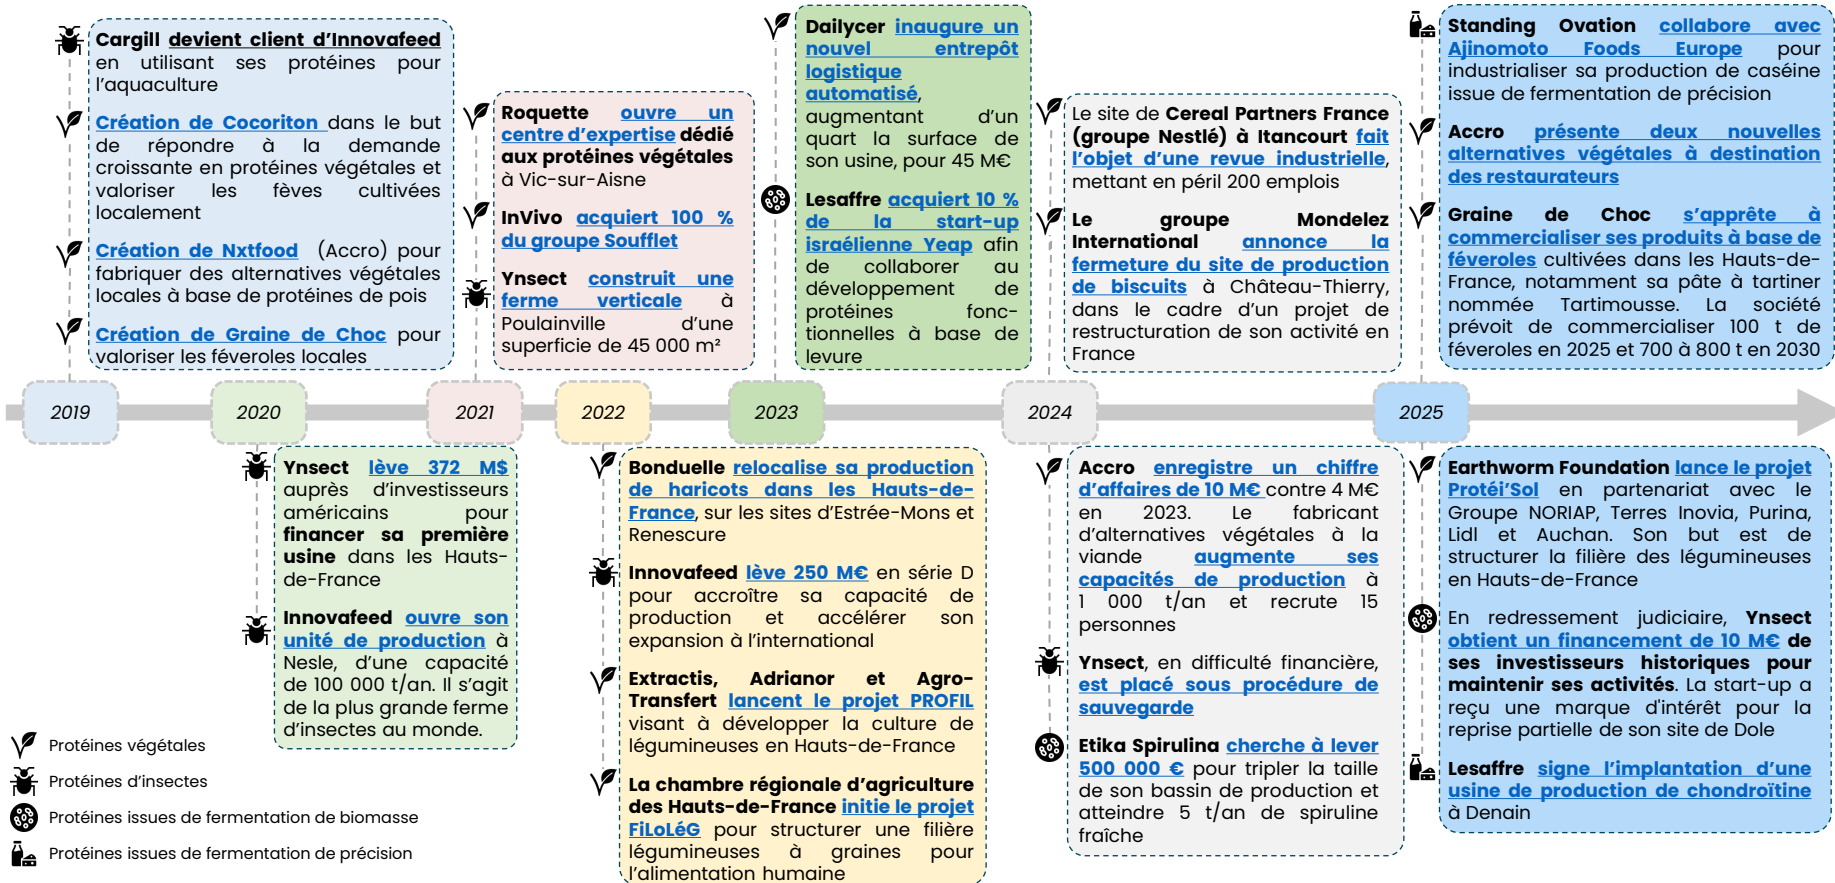 Cargill devient client d’Innovafeed
en utilisant ses protéines pour
l’aquaculture
Création de Cocoriton dans le but
de répondre à la demande
croissante en protéines végétales et
valoriser les fèves cultivées
localement
Création de Nxtfood (Accro) pour
fabriquer des alternatives végétales
locales à base de protéines de pois
Création de Graine de Choc pour
valoriser les féveroles locales
Roquette ouvre un
centre d’expertise dédié
aux protéines végétales
à Vic-sur-Aisne
InVivo acquiert 100 %
du groupe Soufflet
Ynsect construit une
ferme verticale à
Poulainville d’une
superficie de 45 000 m²
Dailycer inaugure un
nouvel entrepôt
logistique
automatisé,
augmentant d’un
quart la surface de
son usine, pour 45 M€
Lesaffre acquiert 10 %
de la start-up
israélienne Yeap afin
de collaborer au
développement de
protéines fonc-
tionnelles à base de
levure
Le site de Cereal Partners France
(groupe Nestlé) à Itancourt fait
l’objet d’une revue industrielle,
mettant en péril 200 emplois
Le groupe Mondelez
International annonce la
fermeture du site de production
de biscuits à Château-Thierry,
dans le cadre d’un projet de
restructuration de son activité en
France
Standing Ovation collabore avec
Ajinomoto Foods Europe pour
industrialiser sa production de caséine
issue de fermentation de précision
Accro présente deux nouvelles
alternatives végétales à destination
des restaurateurs
Graine de Choc s’apprête à
commercialiser ses produits à base de
féveroles cultivées dans les Hauts-de-
France, notamment sa pâte à tartiner
nommée Tartimousse. La société
prévoit de commercialiser 100 t de
féveroles en 2025 et 700 à 800 t en 2030
2019
2020
2021
2022
2023
2024
2025
Ynsect lève 372 M$
auprès d’investisseurs
américains pour
financer sa première
usine dans les Hauts-
de-France
Innovafeed ouvre son
unité de production à
Nesle, d’une capacité
de 100 000 t/an. Il s’agit
de la plus grande ferme
d’insectes au monde.
Bonduelle relocalise sa production
de haricots dans les Hauts-de-
France, sur les sites d’Estrée-Mons et
Renescure
Innovafeed lève 250 M€ en série D
pour accroître sa capacité de
production et accélérer son
expansion à l’international
Extractis, Adrianor et Agro-
Transfert lancent le projet PROFIL
visant à développer la culture de
légumineuses en Hauts-de-France
La chambre régionale d’agriculture
des Hauts-de-France initie le projet
FiLoLéG pour structurer une filière
légumineuses à graines pour
l’alimentation humaine
Accro enregistre un chiffre
d’affaires de 10 M€ contre 4 M€
en 2023. Le fabricant
d’alternatives végétales à la
viande augmente ses
capacités de production à
1 000 t/an et recrute 15
personnes
Ynsect, en difficulté financière,
est placé sous procédure de
sauvegarde
Etika Spirulina cherche à lever
500 000 € pour tripler la taille
de son bassin de production et
atteindre 5 t/an de spiruline
fraîche
Earthworm Foundation lance le projet
Protéi’Sol en partenariat avec le
Groupe NORIAP, Terres Inovia, Purina,
Lidl et Auchan. Son but est de
structurer la filière des légumineuses
en Hauts-de-France
En redressement judiciaire, Ynsect
obtient un financement de 10 M€ de
ses investisseurs historiques pour
maintenir ses activités. La start-up a
reçu une marque d'intérêt pour la
reprise partielle de son site de Dole
Lesaffre signe l’implantation d’une
usine de production de chondroïtine
à Denain
Protéines végétales
Protéines d’insectes
Protéines issues de fermentation de biomasse
Protéines issues de fermentation de précision